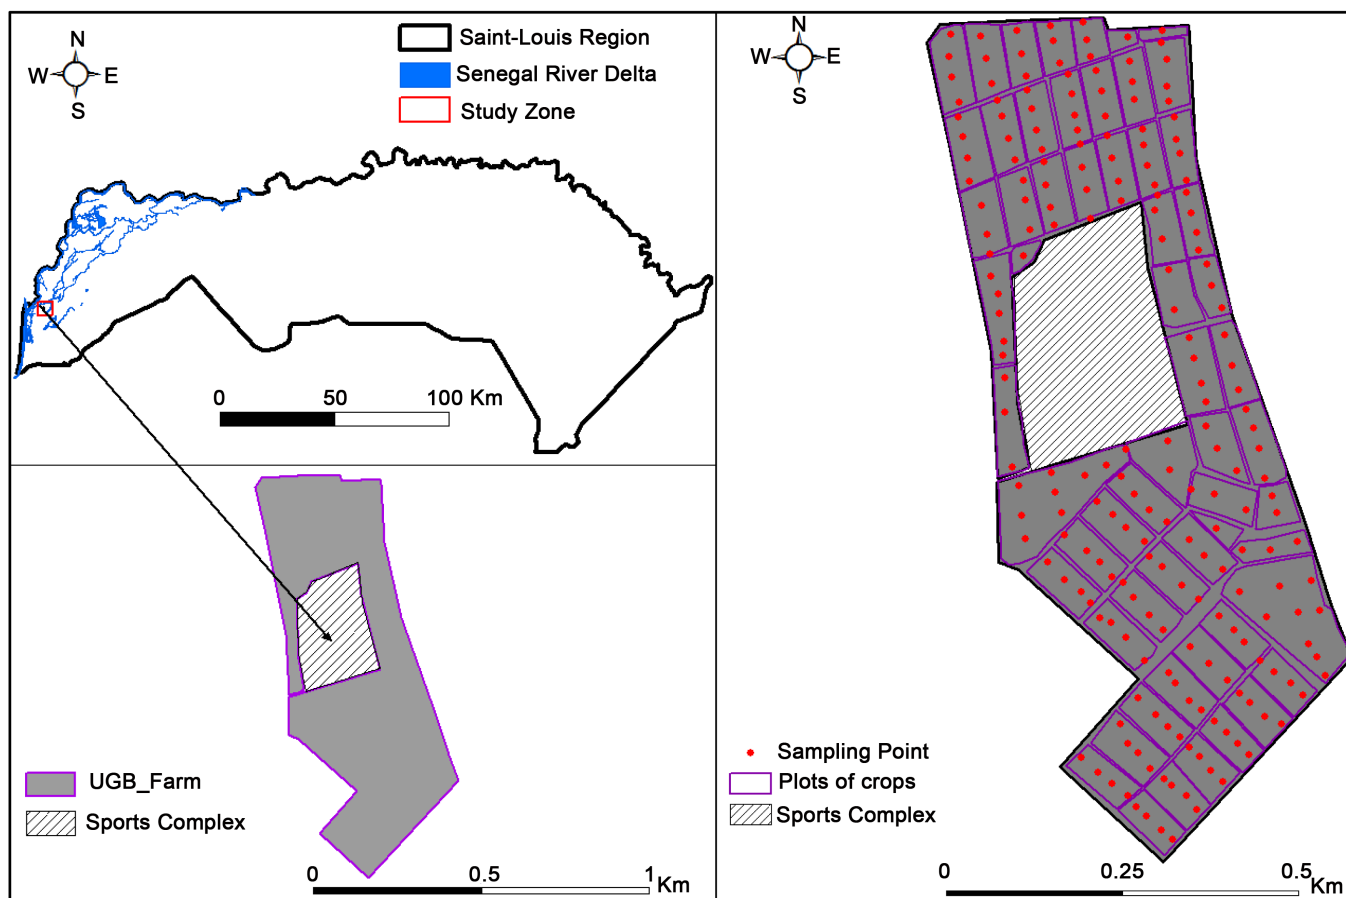 N
W E
S
Saint-Louis Region
Senegal River Delta
Study Zone
0 50 100 Km
UGB_Farm
Sports Complex
0 0.5 1
Km
N
W E
S
Sampling Point
Plots of crops
Sports Complex
0 0.25 0.5
Km